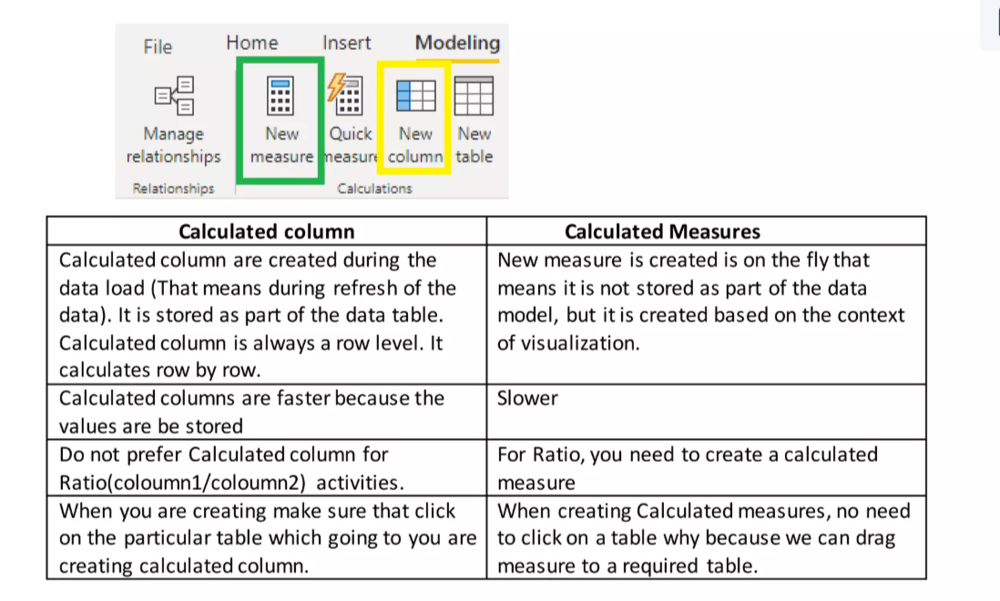 File Home Insert Modeling
Manage New Quick New New
relationships measure measure column table
Relationships Calculations
Calculated column
Calculated Measures
Calculated column are created during the
data load (That means during refresh of the
data). It is stored as part of the data table.
Calculated column is always a row level. It
calculates row by row.
New measure is created is on the fly that
means it is not stored as part of the data
model, but it is created based on the context
of visualization.
Calculated columns are faster because the
values are be stored
Slower
Do not prefer Calculated column for
Ratio(coloumn1/coloumn2) activities.
For Ratio, you need to create a calculated
measure
When you are creating make sure that click
on the particular table which going to you are
creating calculated column.
When creating Calculated measures, no need
to click on a table why because we can drag
measure to a required table.